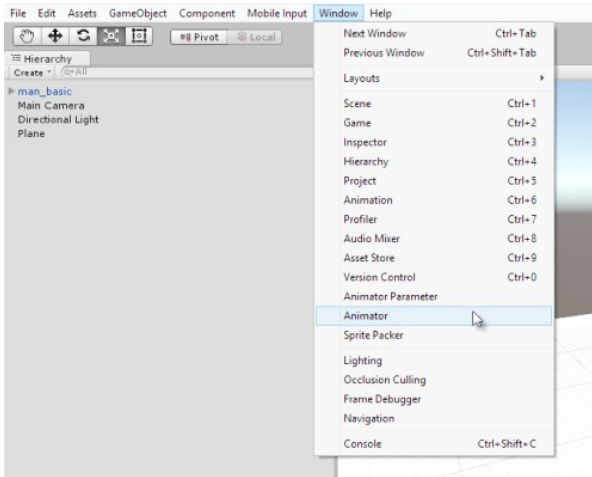 File Edit Assets GameObject Component Mobile Input Window Help
Pivot Local
Hierarchy
Create All
man_basic
Main Camera
Directional Light
Plane
Next Window Ctrl+Tab
Previous Window Ctrl+Shift+Tab
Layouts
Scene Ctrl+1
Game Ctrl+2
Inspector Ctrl+3
Hierarchy Ctrl+4
Project Ctrl+5
Animation Ctrl+6
Profiler Ctrl+7
Audio Mixer Ctrl+8
Asset Store Ctrl+9
Version Control Ctrl+0
Animator Parameter
Animator
Sprite Packer
Lighting
Occlusion Culling
Frame Debugger
Navigation
Console Ctrl+Shift+C